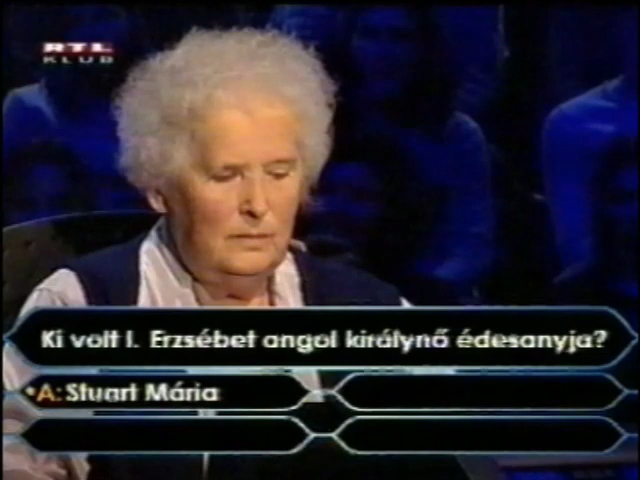 RTL
KLUB
Ki volt I. Erzsébet angol királynő édesanyja?
A: Stuart Mária